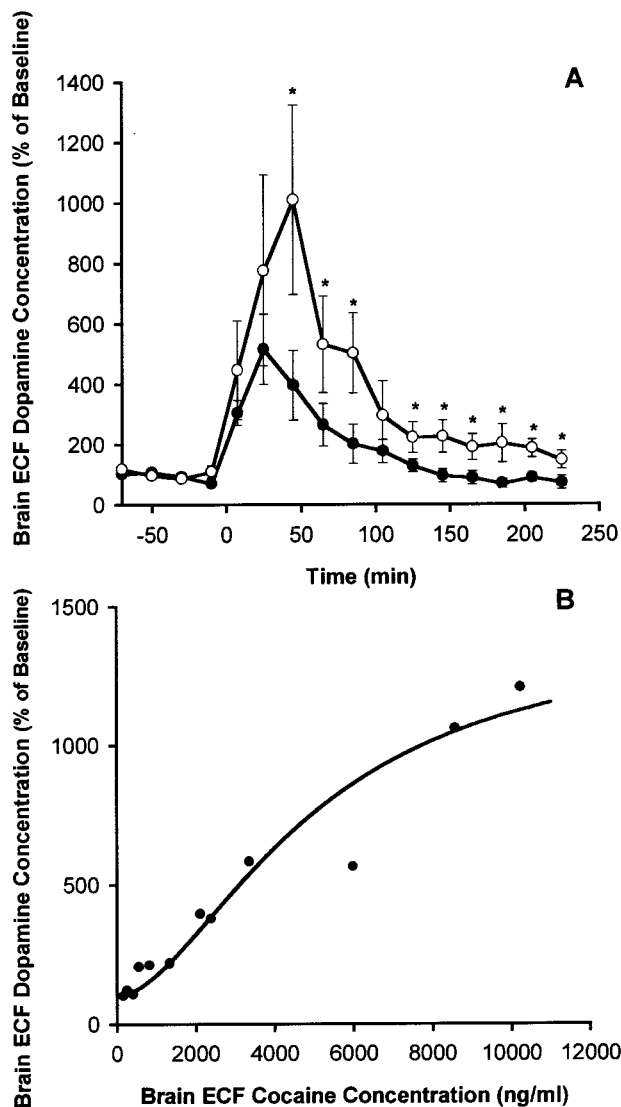 A
Brain ECF Dopamine Concentration (% of Baseline)
1400
1200
1000
800
600
400
200
0
* * * * * * * * *
-50 0 50 100 150 200 250
Time (min)
B
Brain ECF Dopamine Concentration (% of Baseline)
1500
1000
500
0
0 2000 4000 6000 8000 10000 12000
Brain ECF Cocaine Concentration (ng/ml)